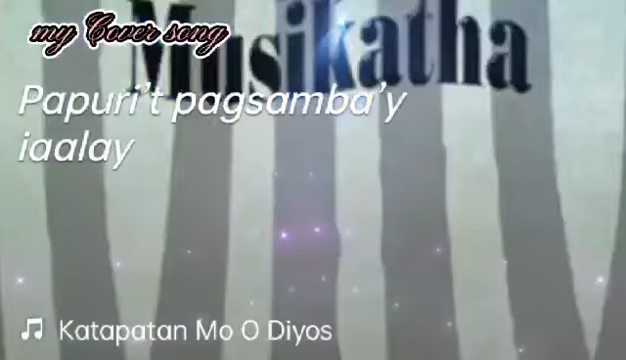 my Cover song
Musikatha
Papuri't pagsamba'y
iaalay
Katapatan Mo O Diyos